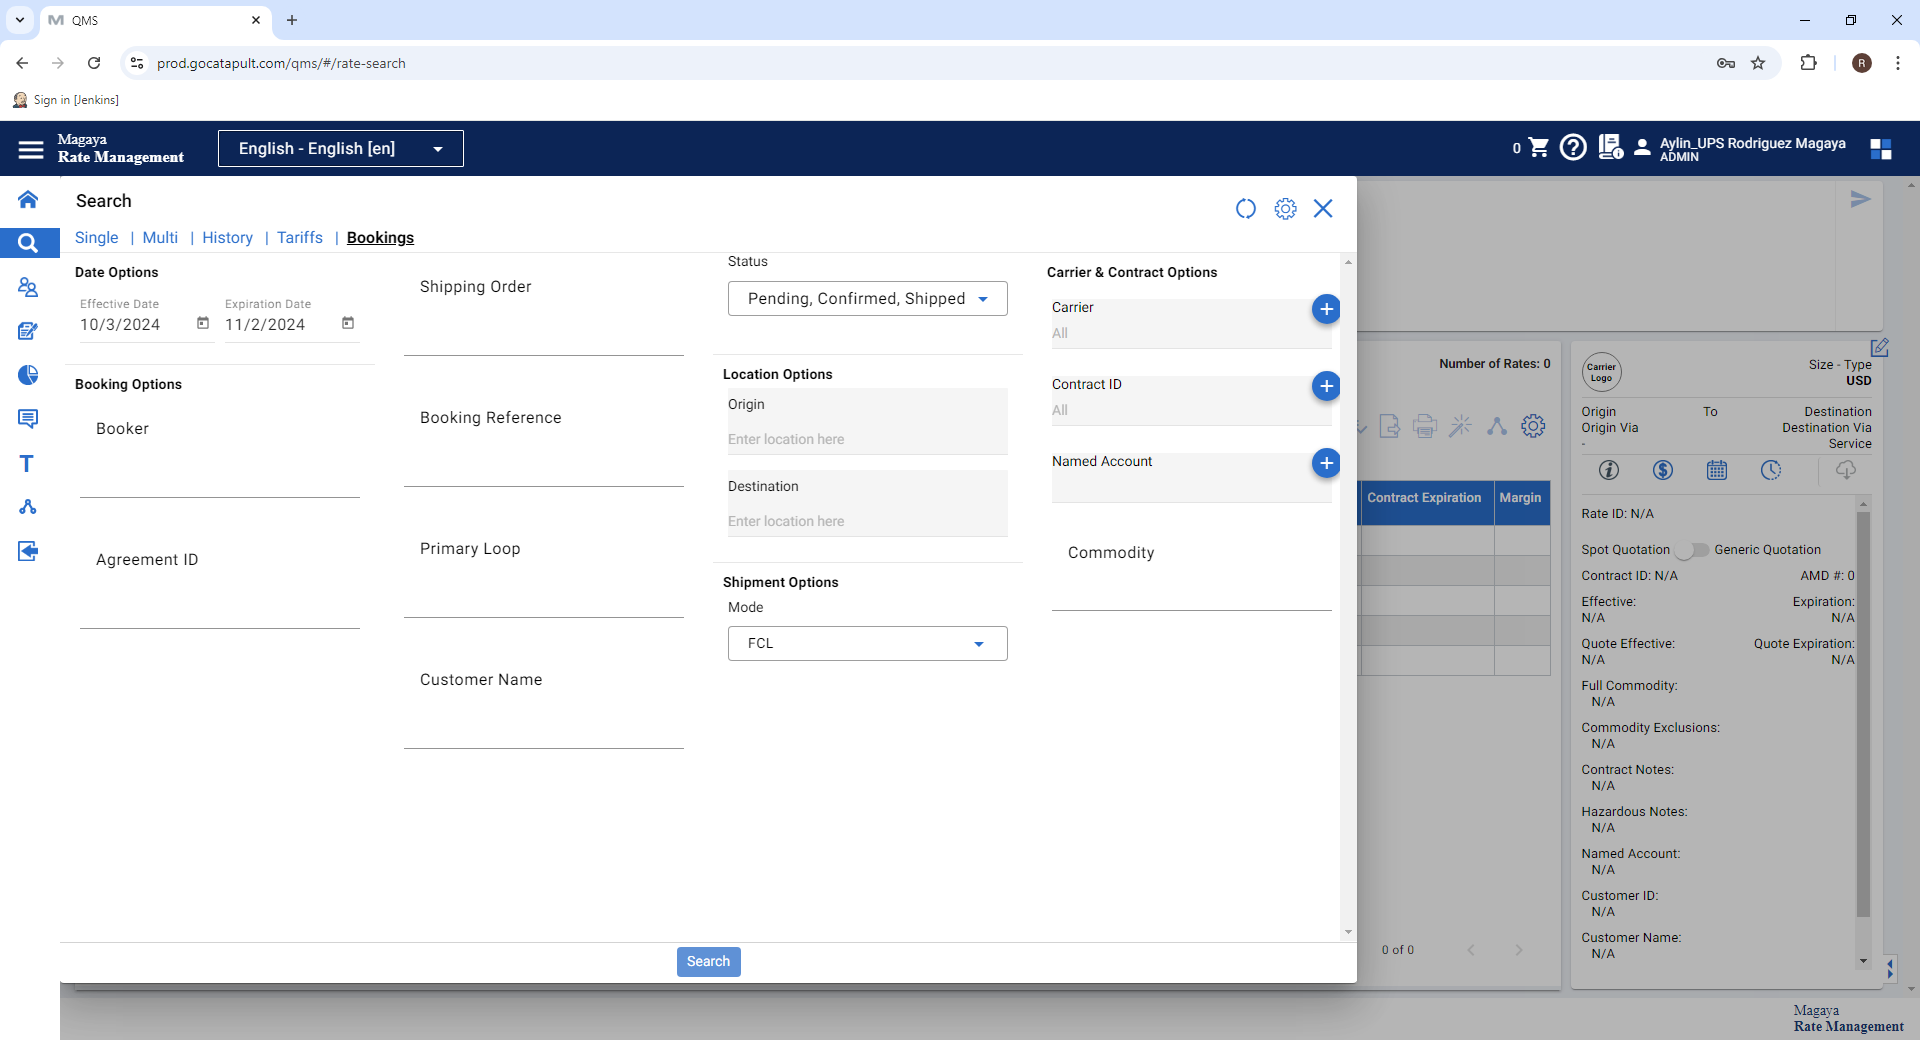 QMS
prod.gocatapult.com/qms/#/rate-search
R
Sign in [Jenkins]
Magaya
Rate Management
English - English [en]
0
Aylin_UPS Rodriguez Magaya
ADMIN
Search
Single | Multi | History | Tariffs | Bookings
Date Options
Effective Date
10/3/2024
Expiration Date
11/2/2024
Booking Options
Booker
Agreement ID
Shipping Order
Booking Reference
Primary Loop
Customer Name
Status
Pending, Confirmed, Shipped
Location Options
Origin
Enter location here
Destination
Enter location here
Shipment Options
Mode
FCL
Carrier & Contract Options
Carrier
All
Contract ID
All
Named Account
Commodity
Search
Number of Rates: 0
Contract Expiration
Margin
0 of 0
Carrier
Logo
Size - Type
USD
Origin To Destination
Origin Via Destination Via
- Service
Rate ID: N/A
Spot Quotation Generic Quotation
Contract ID: N/A AMD #: 0
Effective: Expiration:
N/A N/A
Quote Effective: Quote Expiration:
N/A N/A
Full Commodity:
N/A
Commodity Exclusions:
N/A
Contract Notes:
N/A
Hazardous Notes:
N/A
Named Account:
N/A
Customer ID:
N/A
Customer Name:
N/A
Magaya
Rate Management